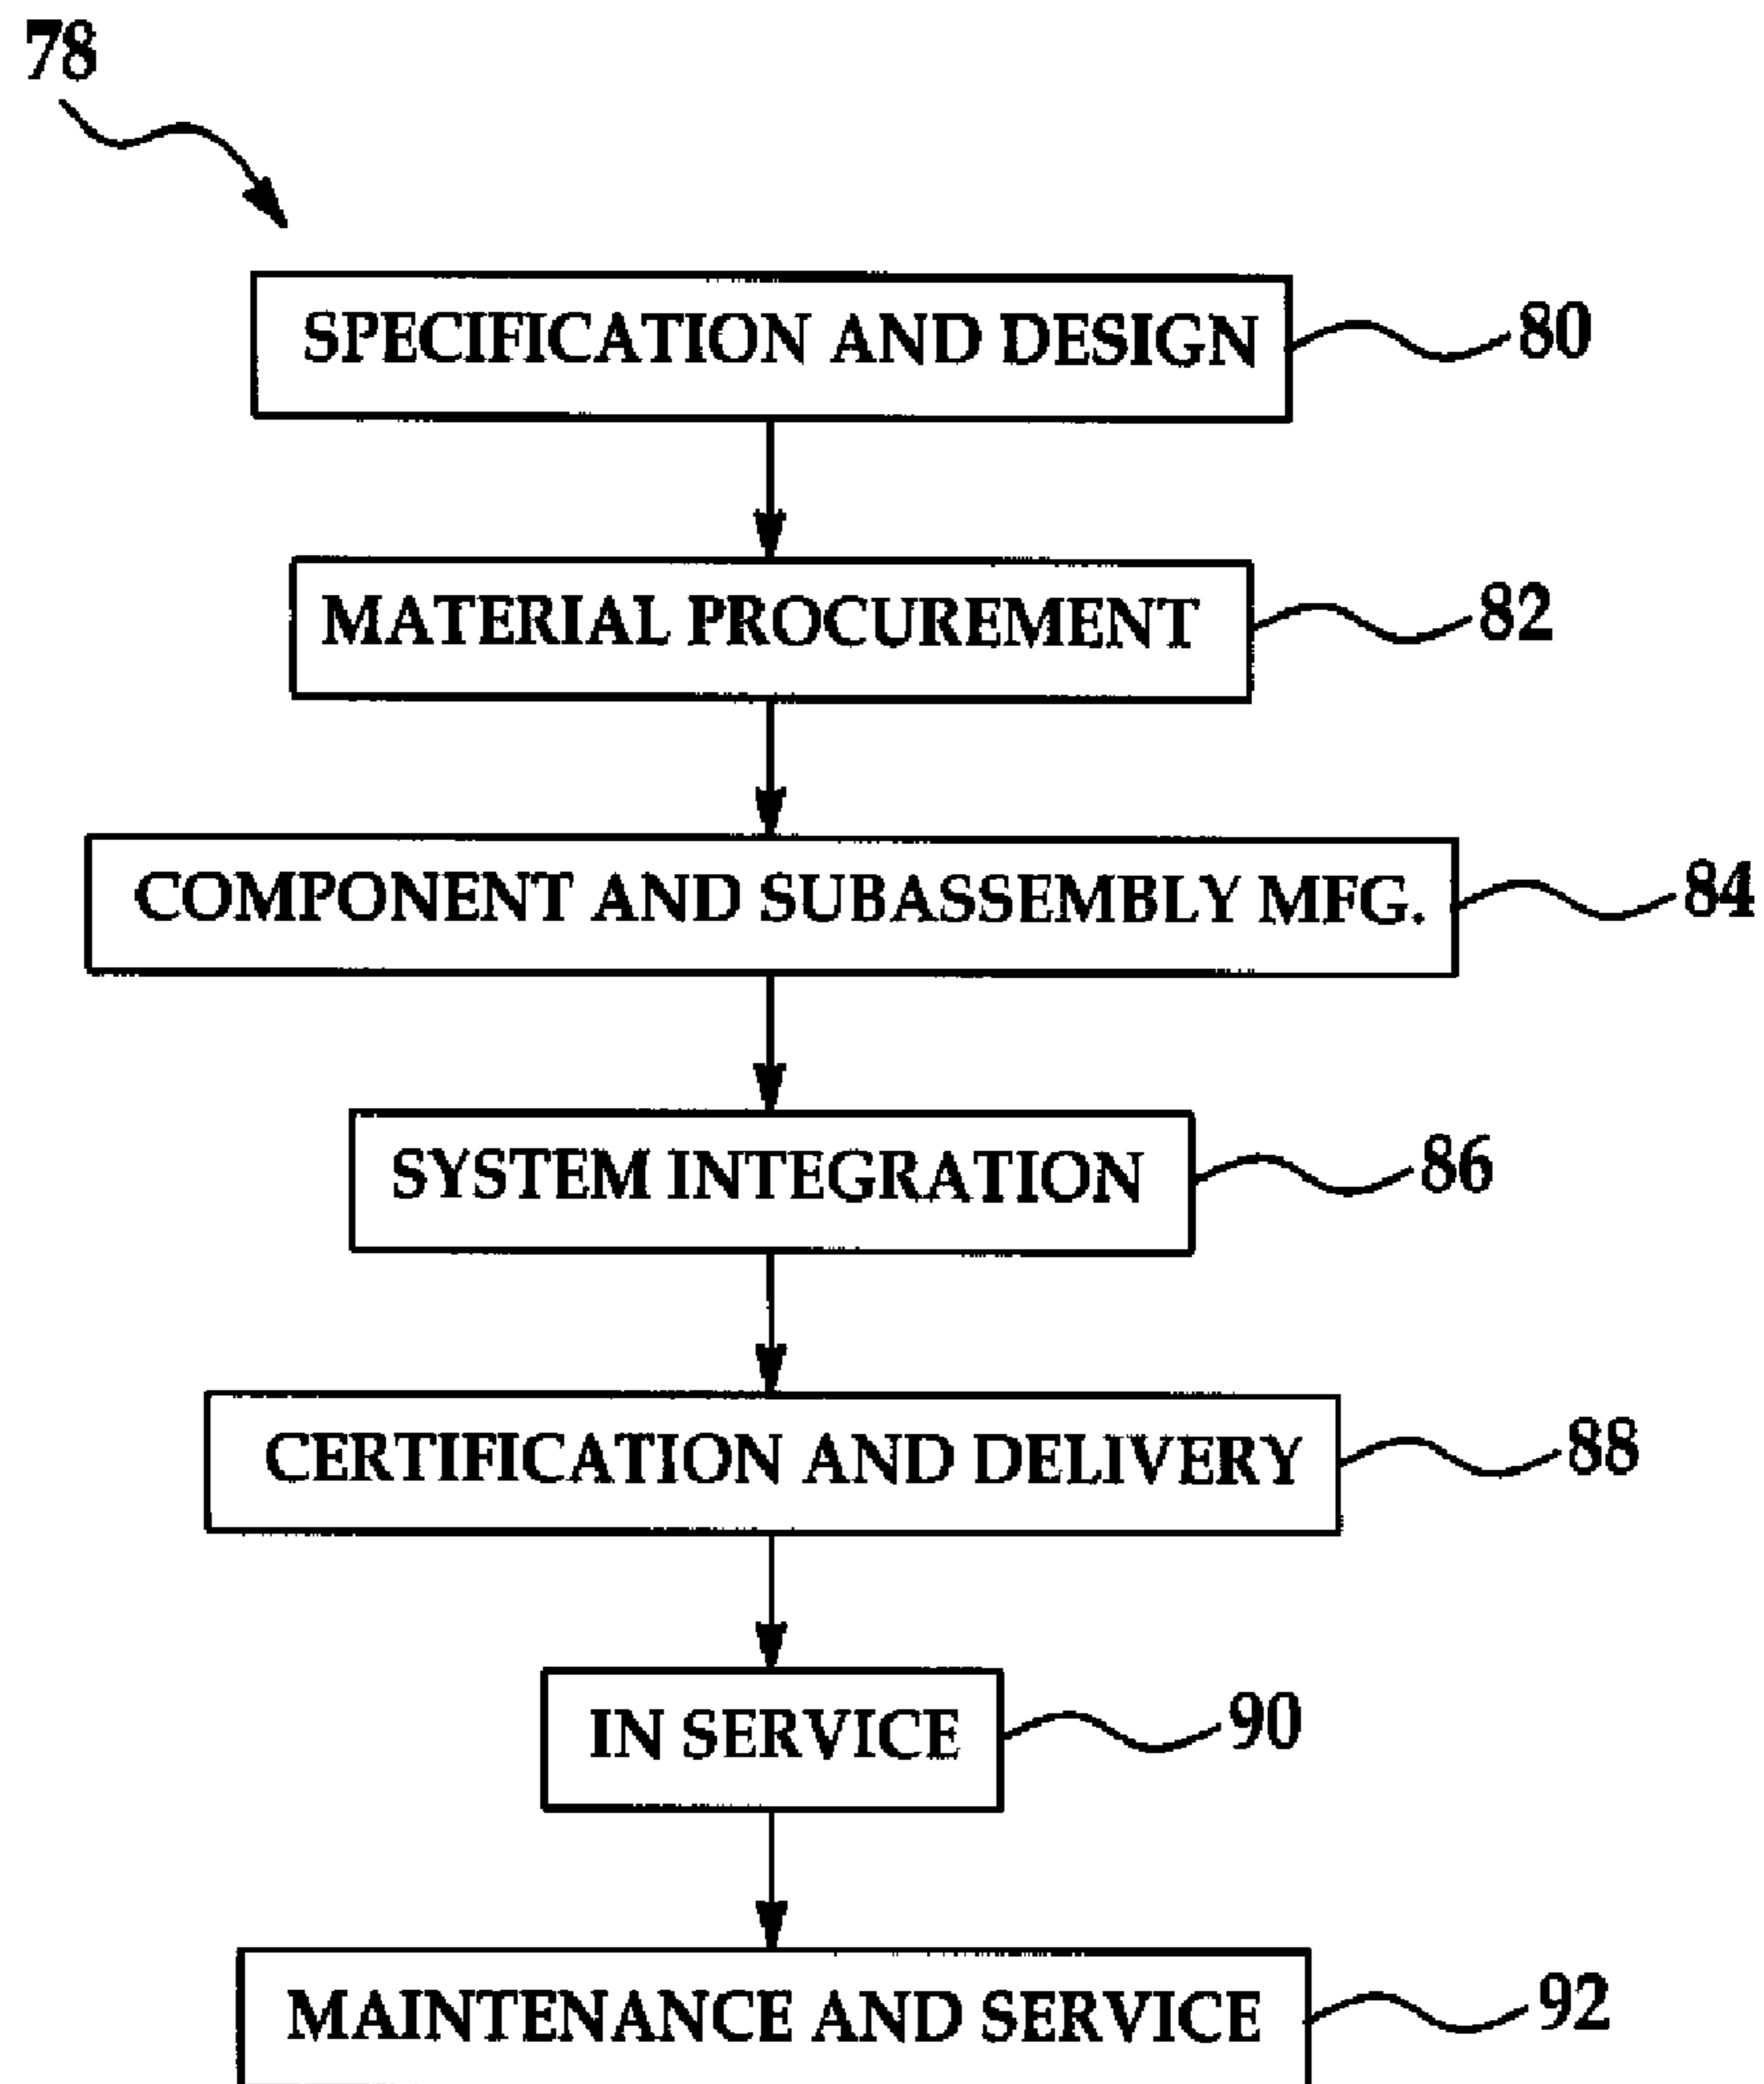 78
SPECIFICATION AND DESIGN 80
MATERIAL PROCUREMENT 82
COMPONENT AND SUBASSEMBLY MFG. 84
SYSTEM INTEGRATION 86
CERTIFICATION AND DELIVERY 88
IN SERVICE 90
MAINTENANCE AND SERVICE 92